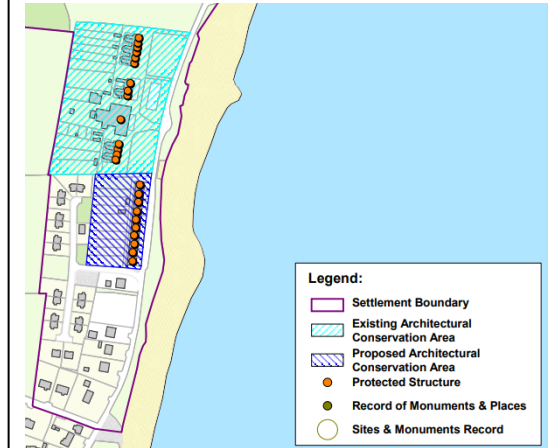 Legend:
Settlement Boundary
Existing Architectural
Conservation Area
Proposed Architectural
Conservation Area
Protected Structure
Record of Monuments & Places
Sites & Monuments Record